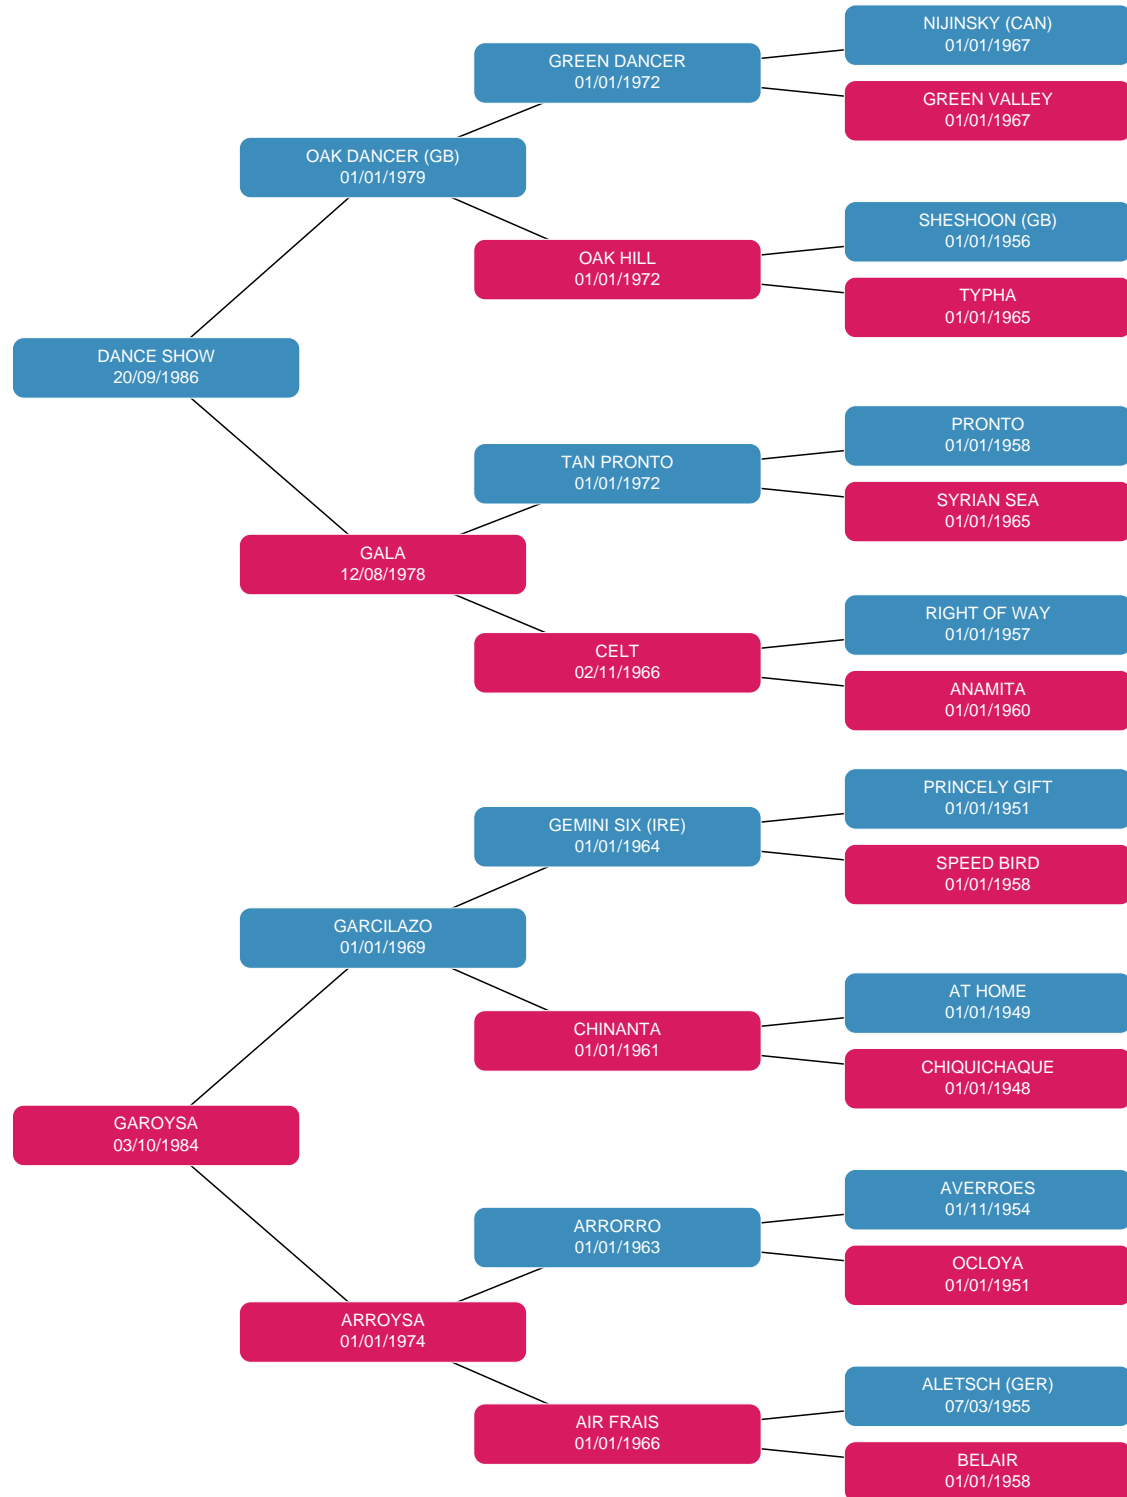 NIJINSKY (CAN)
01/01/1967
GREEN DANCER
01/01/1972
GREEN VALLEY
01/01/1967
OAK DANCER (GB)
01/01/1979
SHESHOON (GB)
01/01/1956
OAK HILL
01/01/1972
TYPHA
01/01/1965
DANCE SHOW
20/09/1986
PRONTO
01/01/1958
TAN PRONTO
01/01/1972
SYRIAN SEA
01/01/1965
GALA
12/08/1978
RIGHT OF WAY
01/01/1957
CELT
02/11/1966
ANAMITA
01/01/1960
PRINCELY GIFT
01/01/1951
GEMINI SIX (IRE)
01/01/1964
SPEED BIRD
01/01/1958
GARCILAZO
01/01/1969
AT HOME
01/01/1949
CHINANTA
01/01/1961
CHIQUICHAQUE
01/01/1948
GAROYSA
03/10/1984
AVERROES
01/11/1954
ARRORRO
01/01/1963
OCLOYA
01/01/1951
ARROYSA
01/01/1974
ALETSCH (GER)
07/03/1955
AIR FRAIS
01/01/1966
BELAIR
01/01/1958